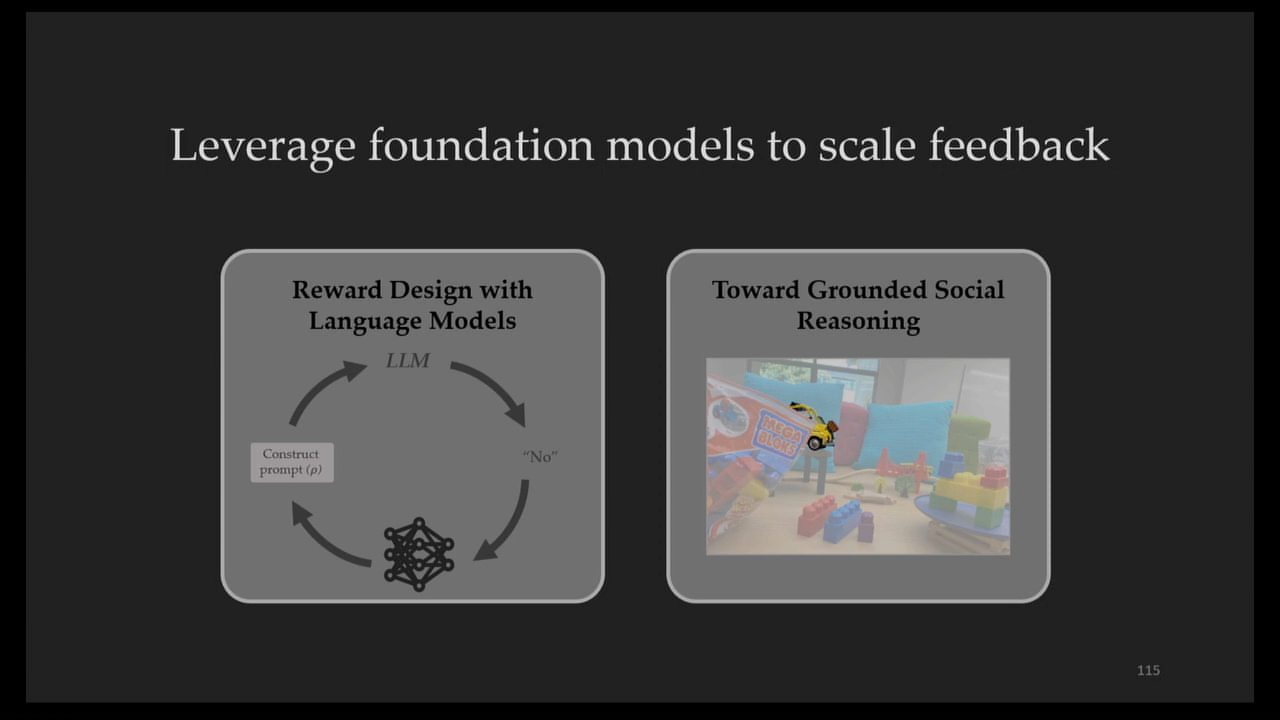 Leverage foundation models to scale feedback
Reward Design with
Language Models
LLM
"No"
Construct
prompt (ρ)
Toward Grounded Social
Reasoning
MEGA
BLOKS
115